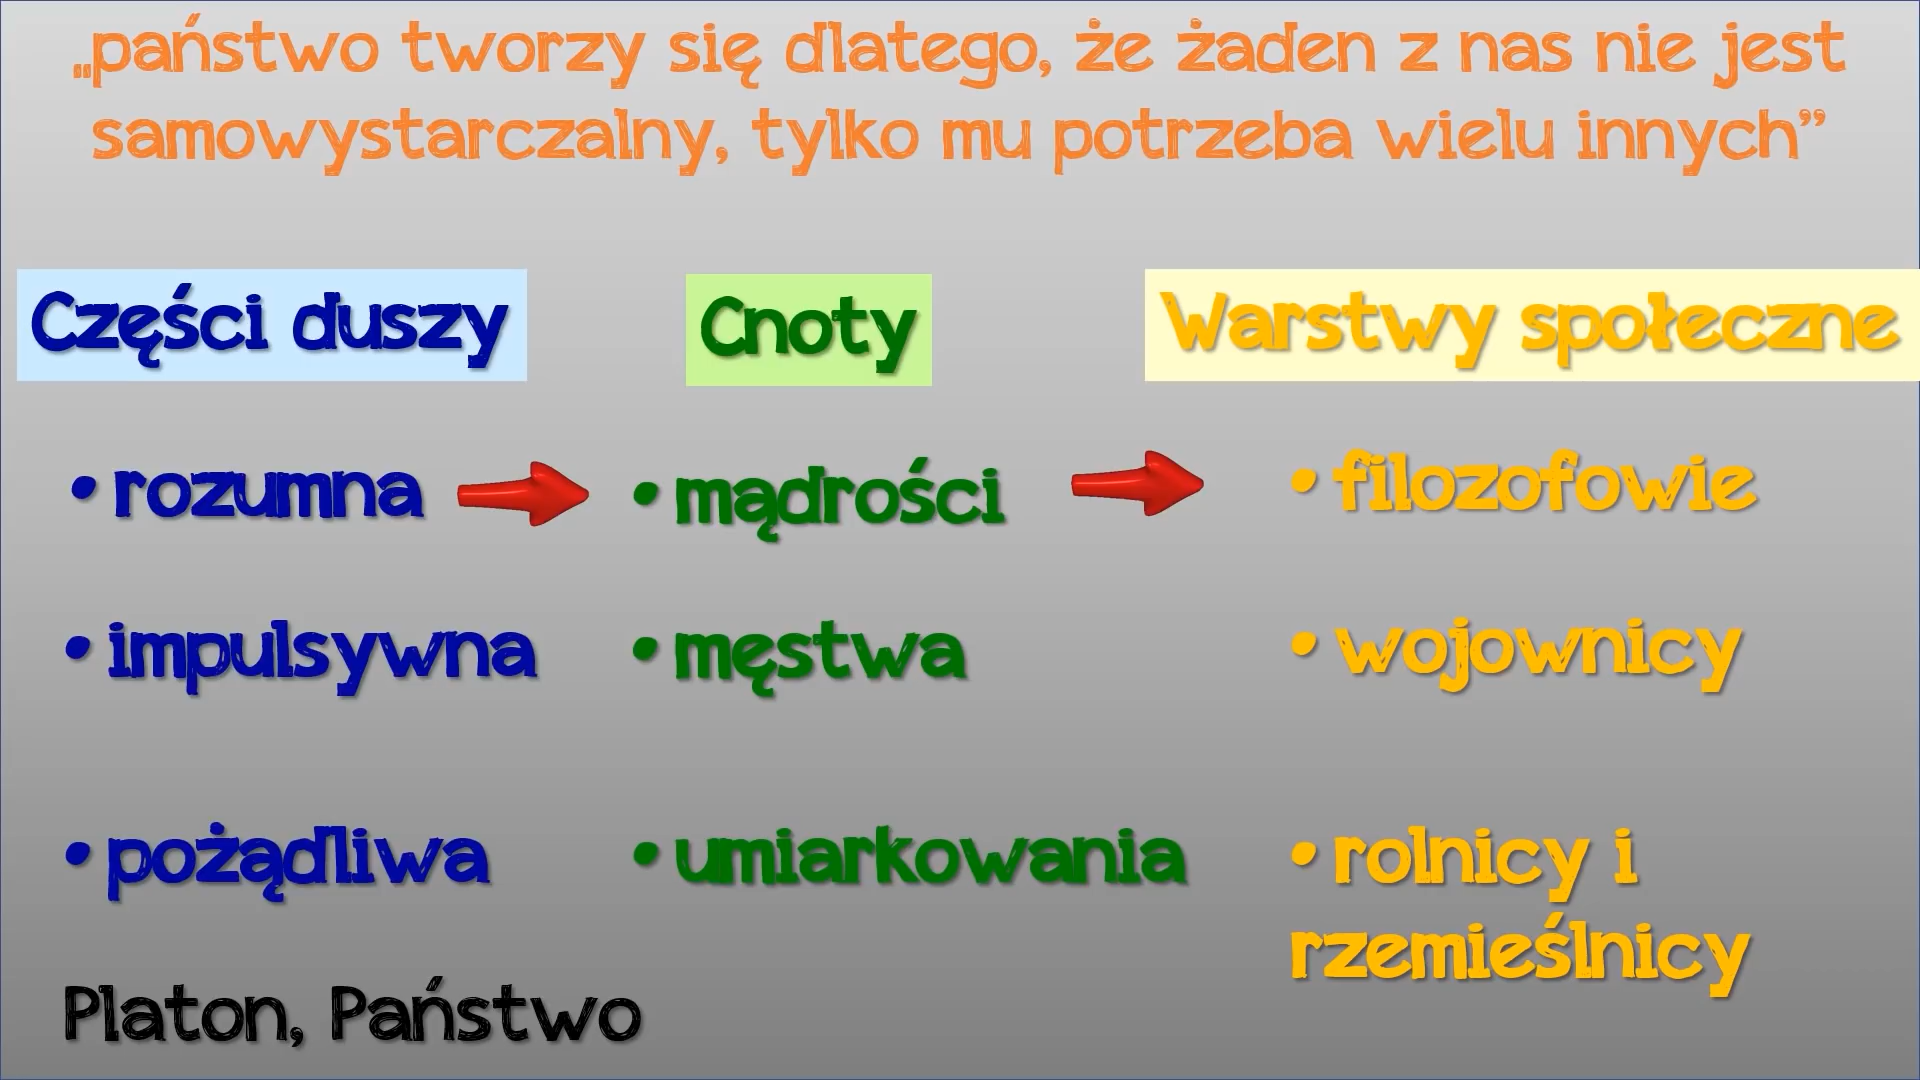 „państwo tworzy się dlatego, że żaden z nas nie jest
samowystarczalny, tylko mu potrzeba wielu innych”
Części duszy
Cnoty
Warstwy społeczne
• rozumna
• mądrości
• filozofowie
• impulsywna
• męstwa
• wojownicy
• pożądliwa
• umiarkowania
• rolnicy i
rzemieślnicy
Platon, Państwo